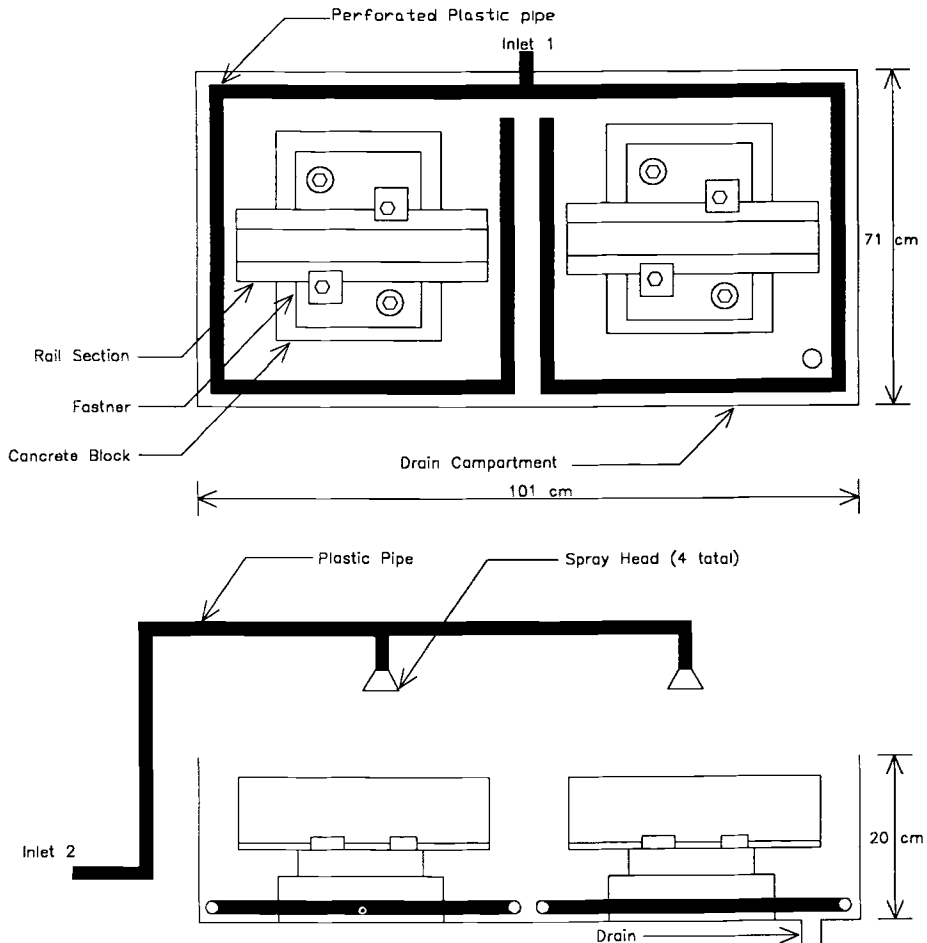 Perforated Plastic pipe
Inlet 1
71 cm
Rail Section
Fastner
Cancrete Block
Drain Campartment
101 cm
Plastic Pipe
Spray Head (4 tatal)
Inlet 2
20 cm
Drain